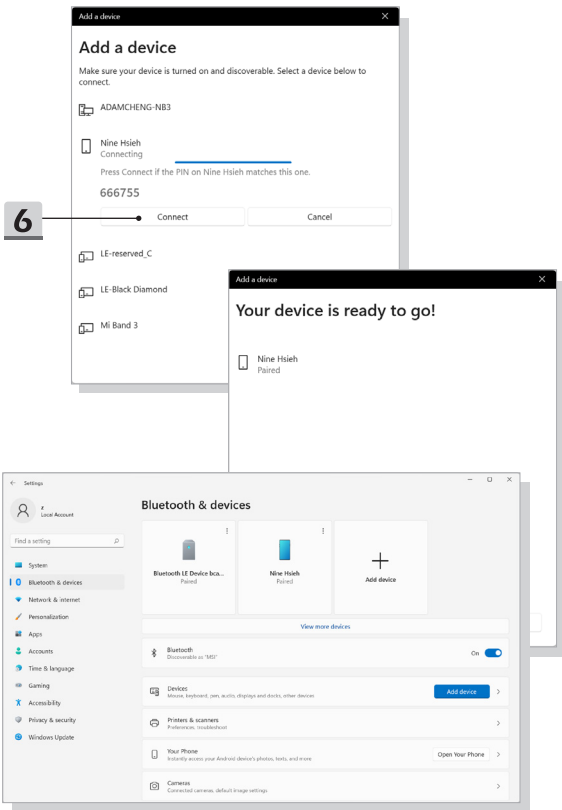 Add a device
Add a device
Make sure your device is turned on and discoverable. Select a device below to
connect.
ADAMCHENG-NB3
Nine Hsieh
Connecting
Press Connect if the PIN on Nine Hsieh matches this one.
666755
6
Connect
Cancel
LE-reserved_C
LE-Black Diamond
Mi Band 3
Add a device
Your device is ready to go!
Nine Hsieh
Paired
Settings
Local Account
Find a setting
System
Bluetooth & devices
Network & internet
Personalization
Apps
Accounts
Time & language
Gaming
Accessibility
Privacy & security
Windows Update
Bluetooth & devices
Bluetooth LE Device bca...
Paired
Nine Hsieh
Paired
Add device
View more devices
Bluetooth
Discoverable as "MSI"
On
Devices
Mouse, keyboard, pen, audio, displays and docks, other devices
Add device
Printers & scanners
Preferences, troubleshoot
Your Phone
Instantly access your Android device's photos, texts, and more
Open Your Phone
Cameras
Connected cameras, default image settings